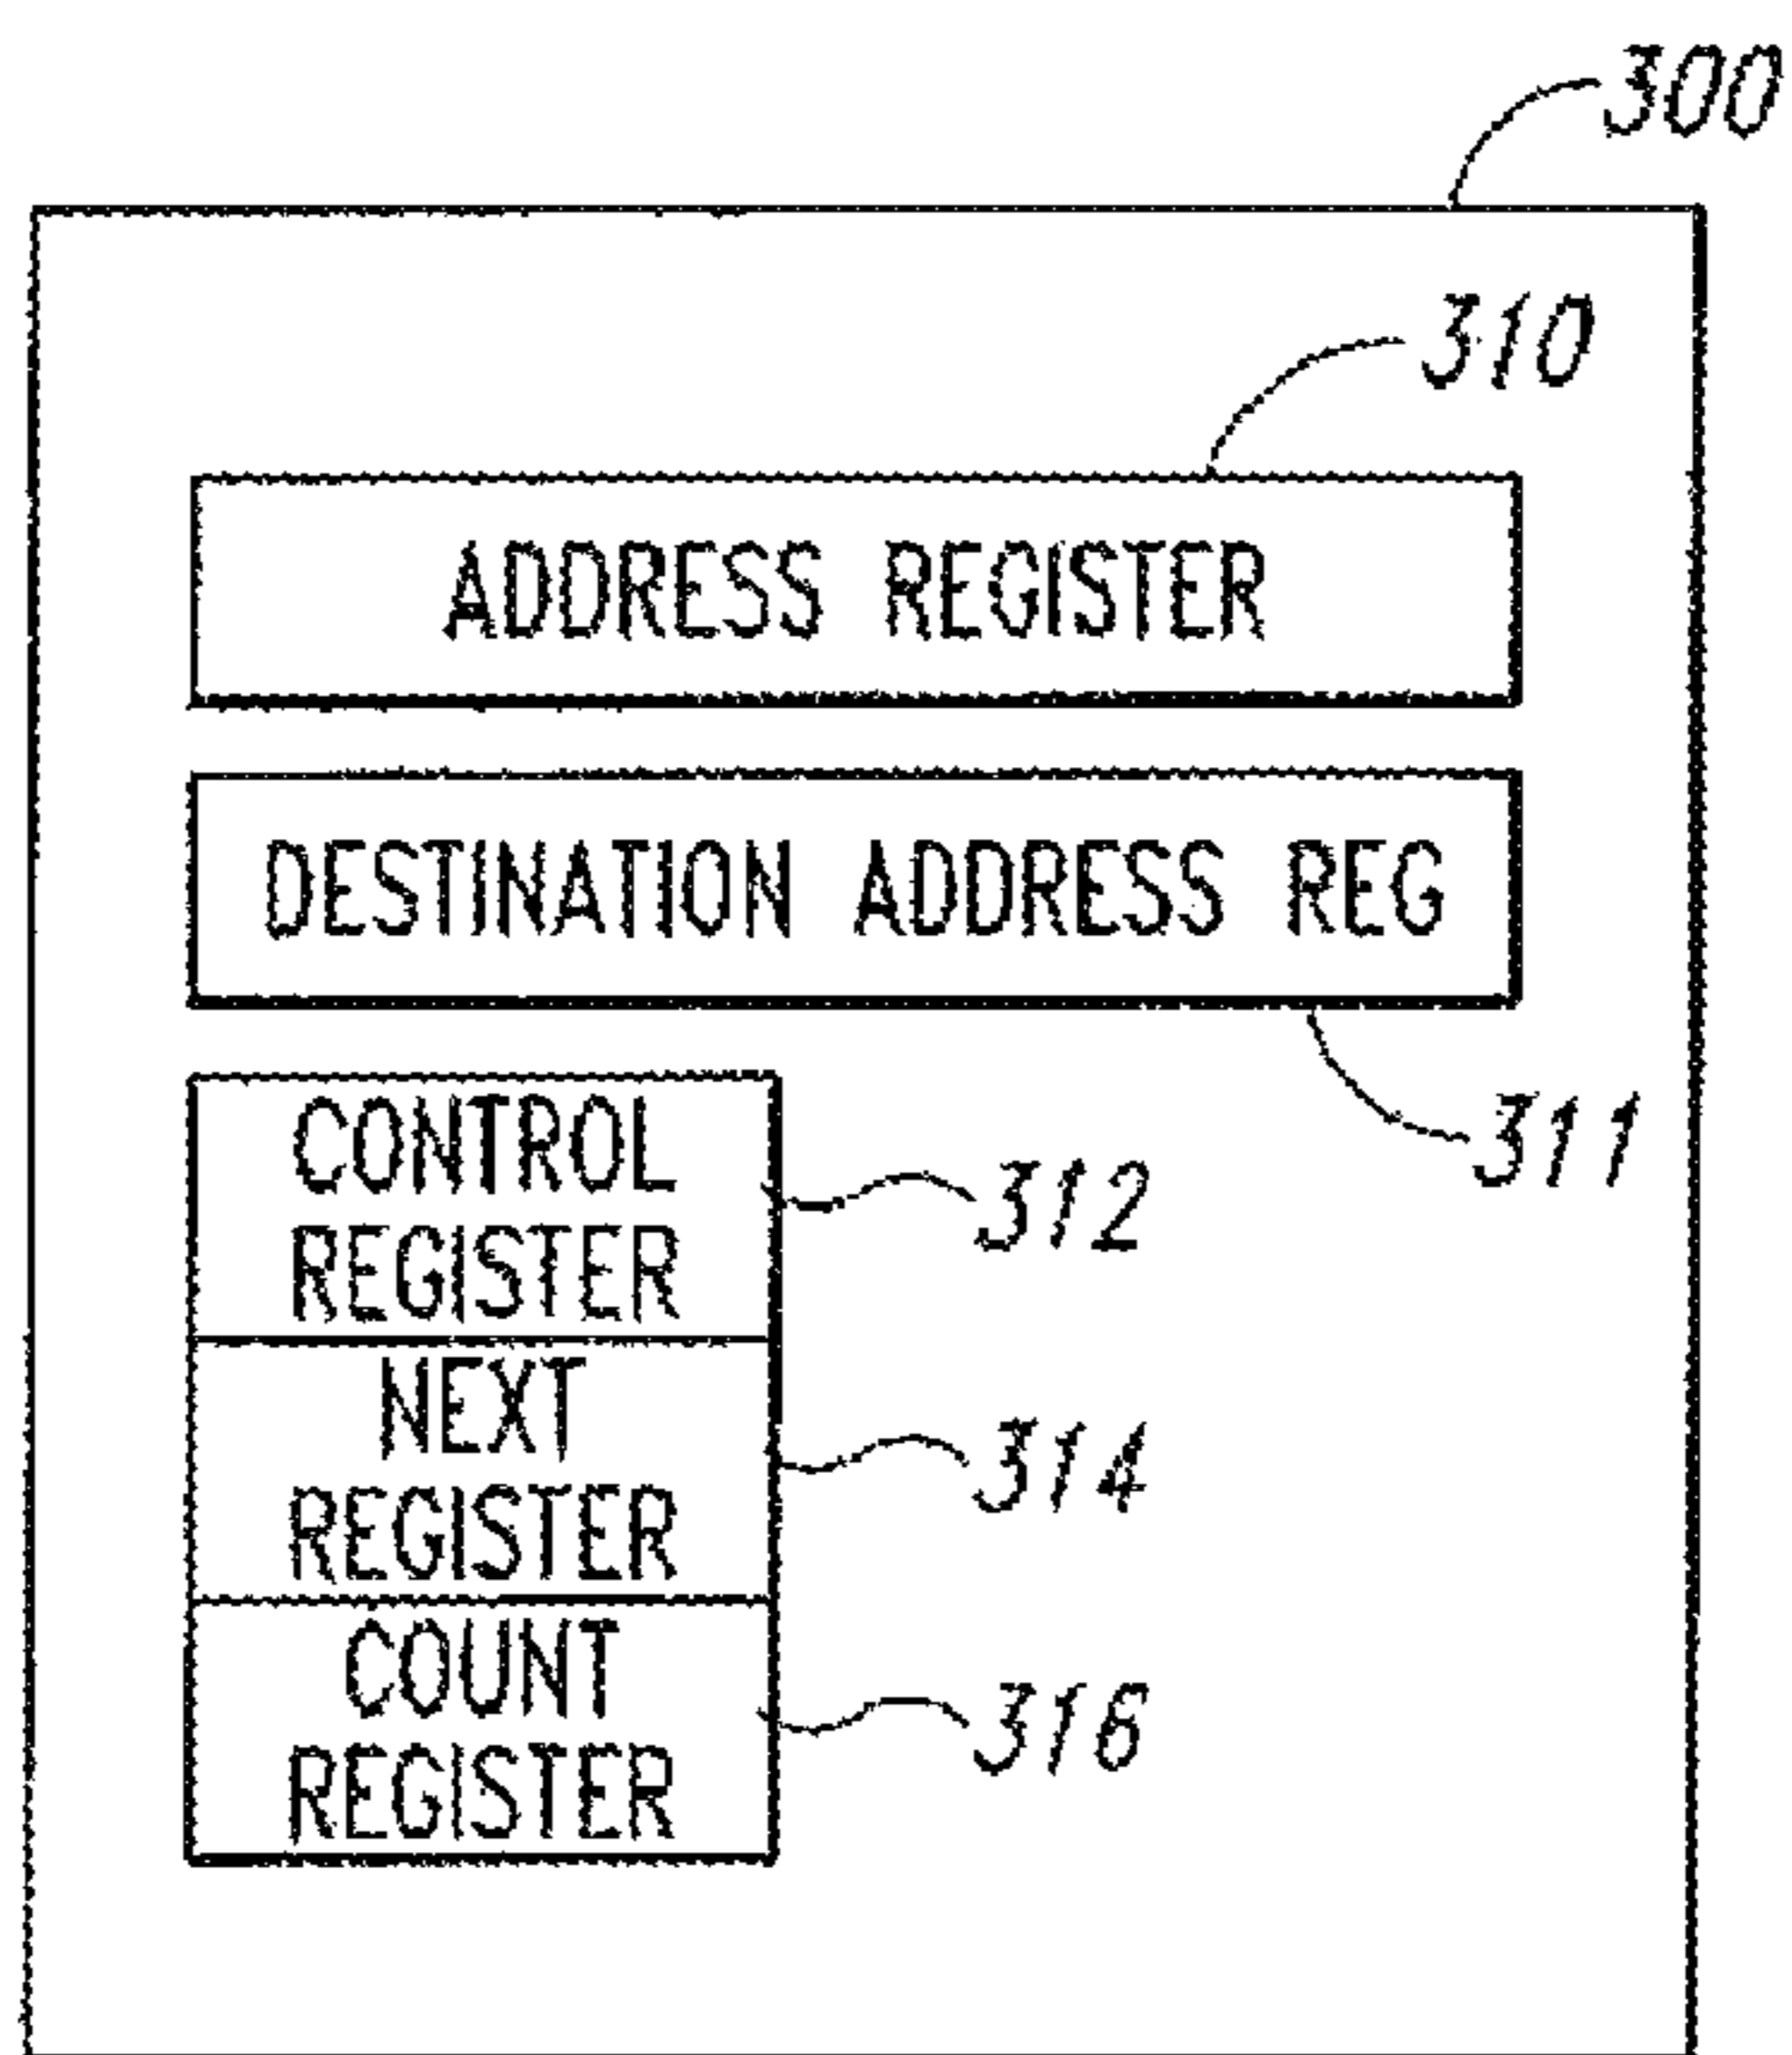 300
310
ADDRESS REGISTER
DESTINATION ADDRESS REG
311
CONTROL
REGISTER
312
NEXT
REGISTER
314
COUNT
REGISTER
316